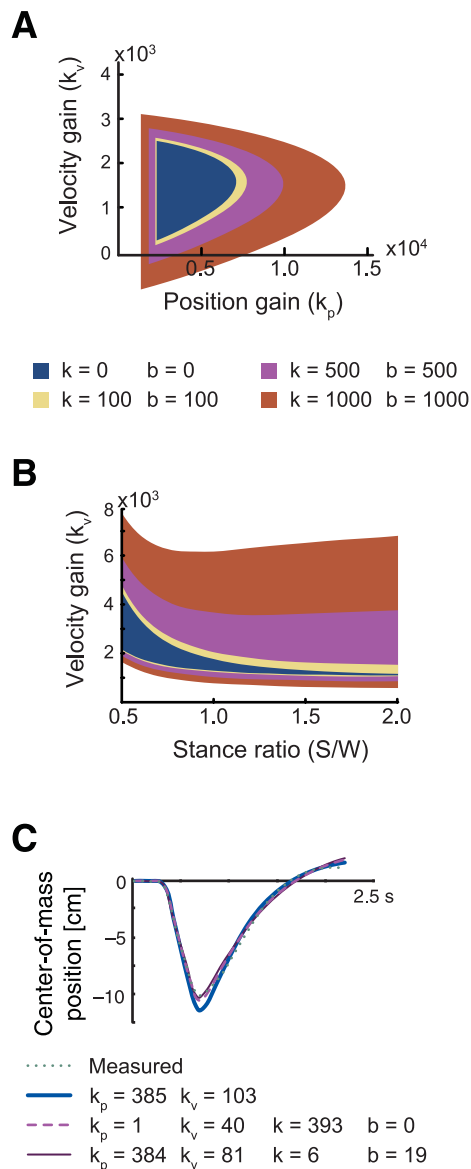 A
x10³
Velocity gain (kᵥ)
4
3
2
1
0
0.5
1.0
1.5
x10⁴
Position gain (kₚ)
k = 0 b = 0
k = 500 b = 500
k = 100 b = 100
k = 1000 b = 1000
B
x10³
Velocity gain (kᵥ)
8
6
4
2
0.5
1.0
1.5
2.0
Stance ratio (S/W)
C
Center-of-mass
position [cm]
0
−5
−10
2.5 s
Measured
kₚ = 385 kᵥ = 103
kₚ = 1 kᵥ = 40 k = 393 b = 0
kₚ = 384 kᵥ = 81 k = 6 b = 19